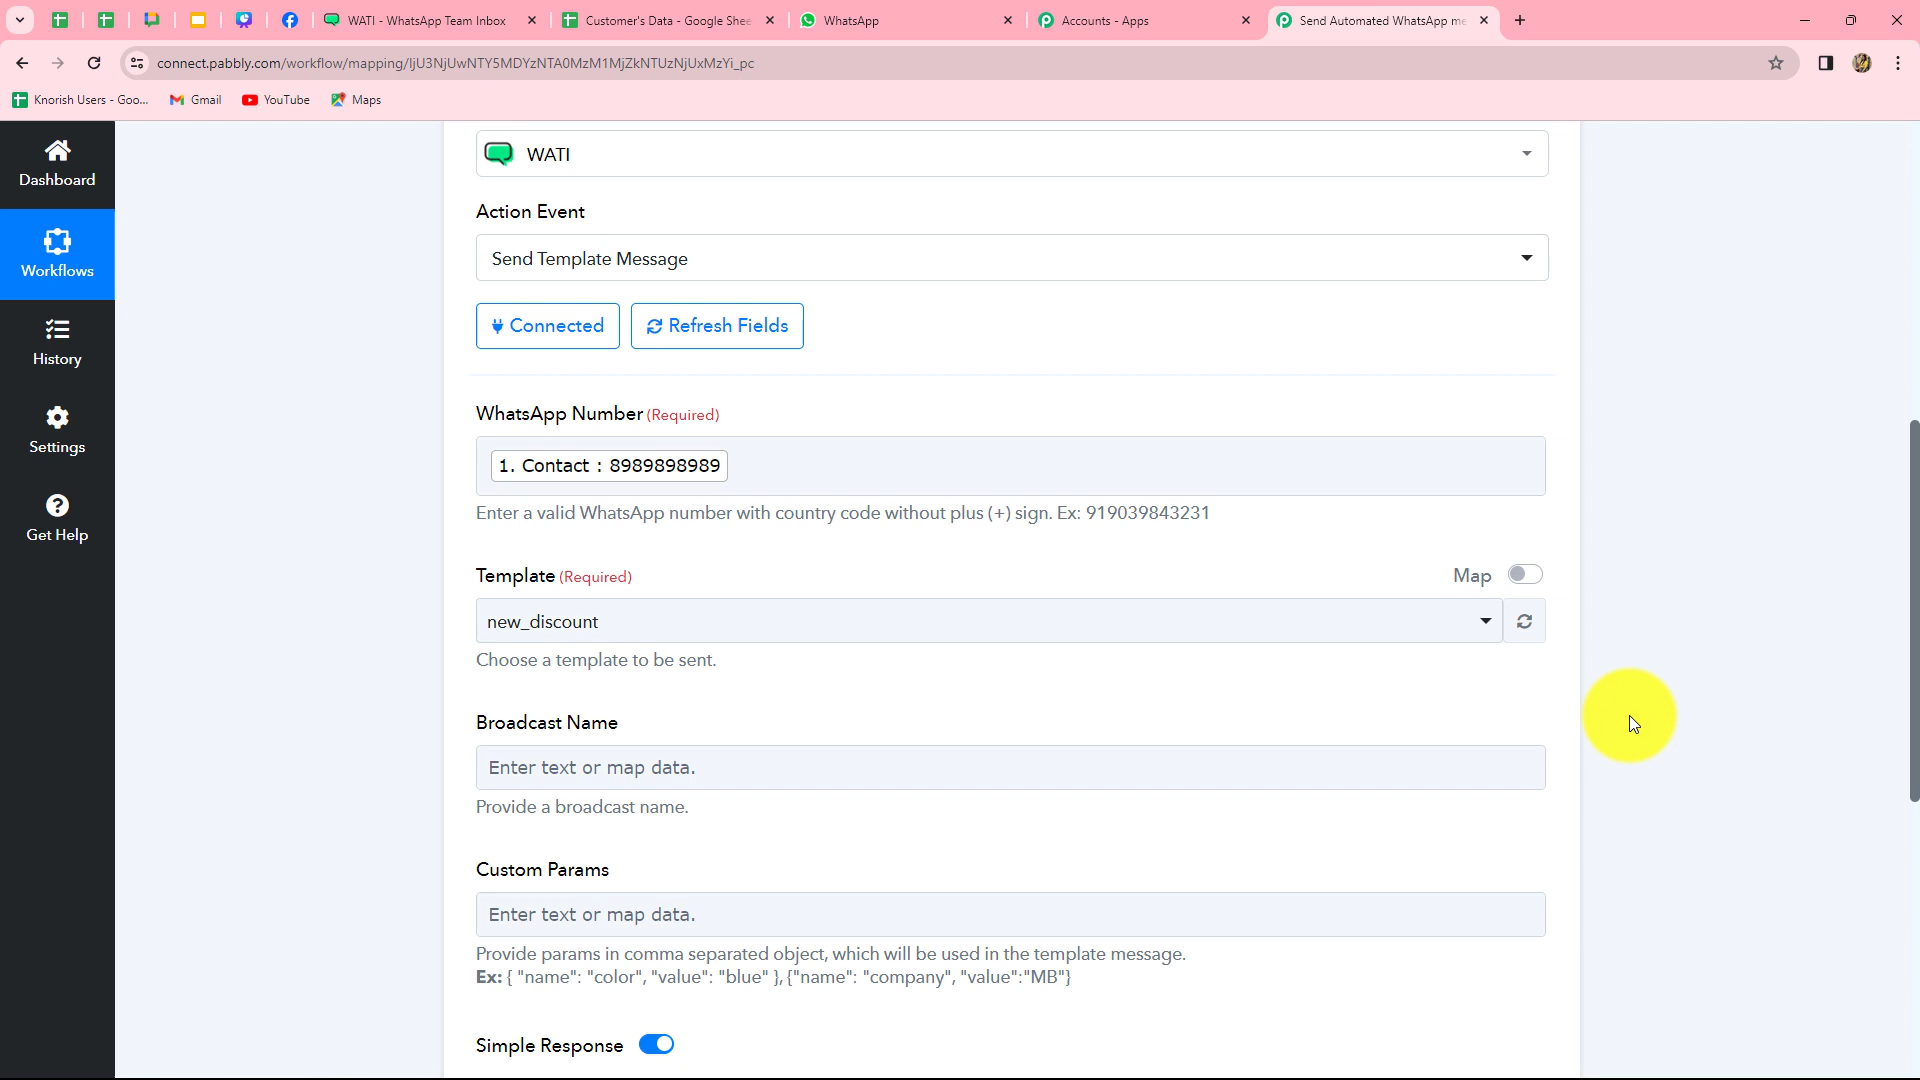 WATI - WhatsApp Team Inbox
Customer's Data - Google Shee
WhatsApp
Accounts - Apps
Send Automated WhatsApp me
connect.pabbly.com/workflow/mapping/IjU3NjUwNTY5MDYzNTA0MzM1MjZkNTUzNjUxMzYi_pc
Knorish Users - Goo...
Gmail
YouTube
Maps
WATI
Dashboard
Action Event
Send Template Message
Workflows
Connected
Refresh Fields
History
WhatsApp Number (Required)
Settings
1. Contact : 8989898989
Enter a valid WhatsApp number with country code without plus (+) sign. Ex: 919039843231
Get Help
Template (Required)
Map
new_discount
Choose a template to be sent.
Broadcast Name
Enter text or map data.
Provide a broadcast name.
Custom Params
Enter text or map data.
Provide params in comma separated object, which will be used in the template message.
Ex: { "name": "color", "value": "blue" }, {"name": "company", "value":"MB"}
Simple Response